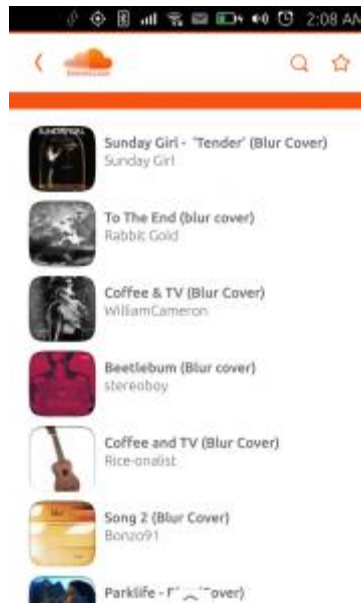 2:08 AM
Sunday Girl - 'Tender' (Blur Cover)
Sunday Girl
To The End (blur cover)
Rabbit Gold
Coffee & TV (Blur Cover)
WilliamCameron
Beetlebum (Blur cover)
stereoboy
Coffee and TV (Blur Cover)
Rice-onalist
Song 2 (Blur Cover)
Bonzo91
Parklife -